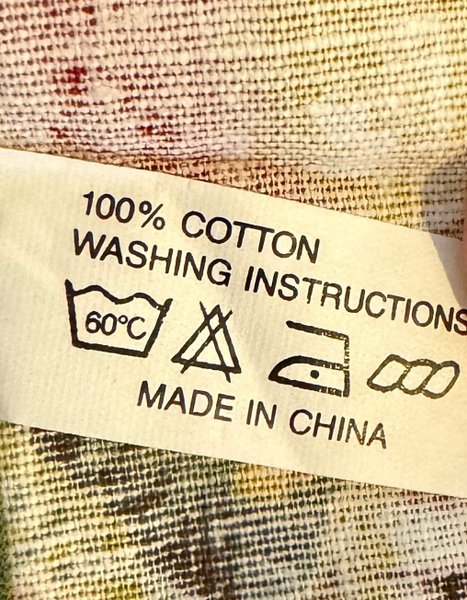 100% COTTON
WASHING INSTRUCTIONS
60°C
MADE IN CHINA